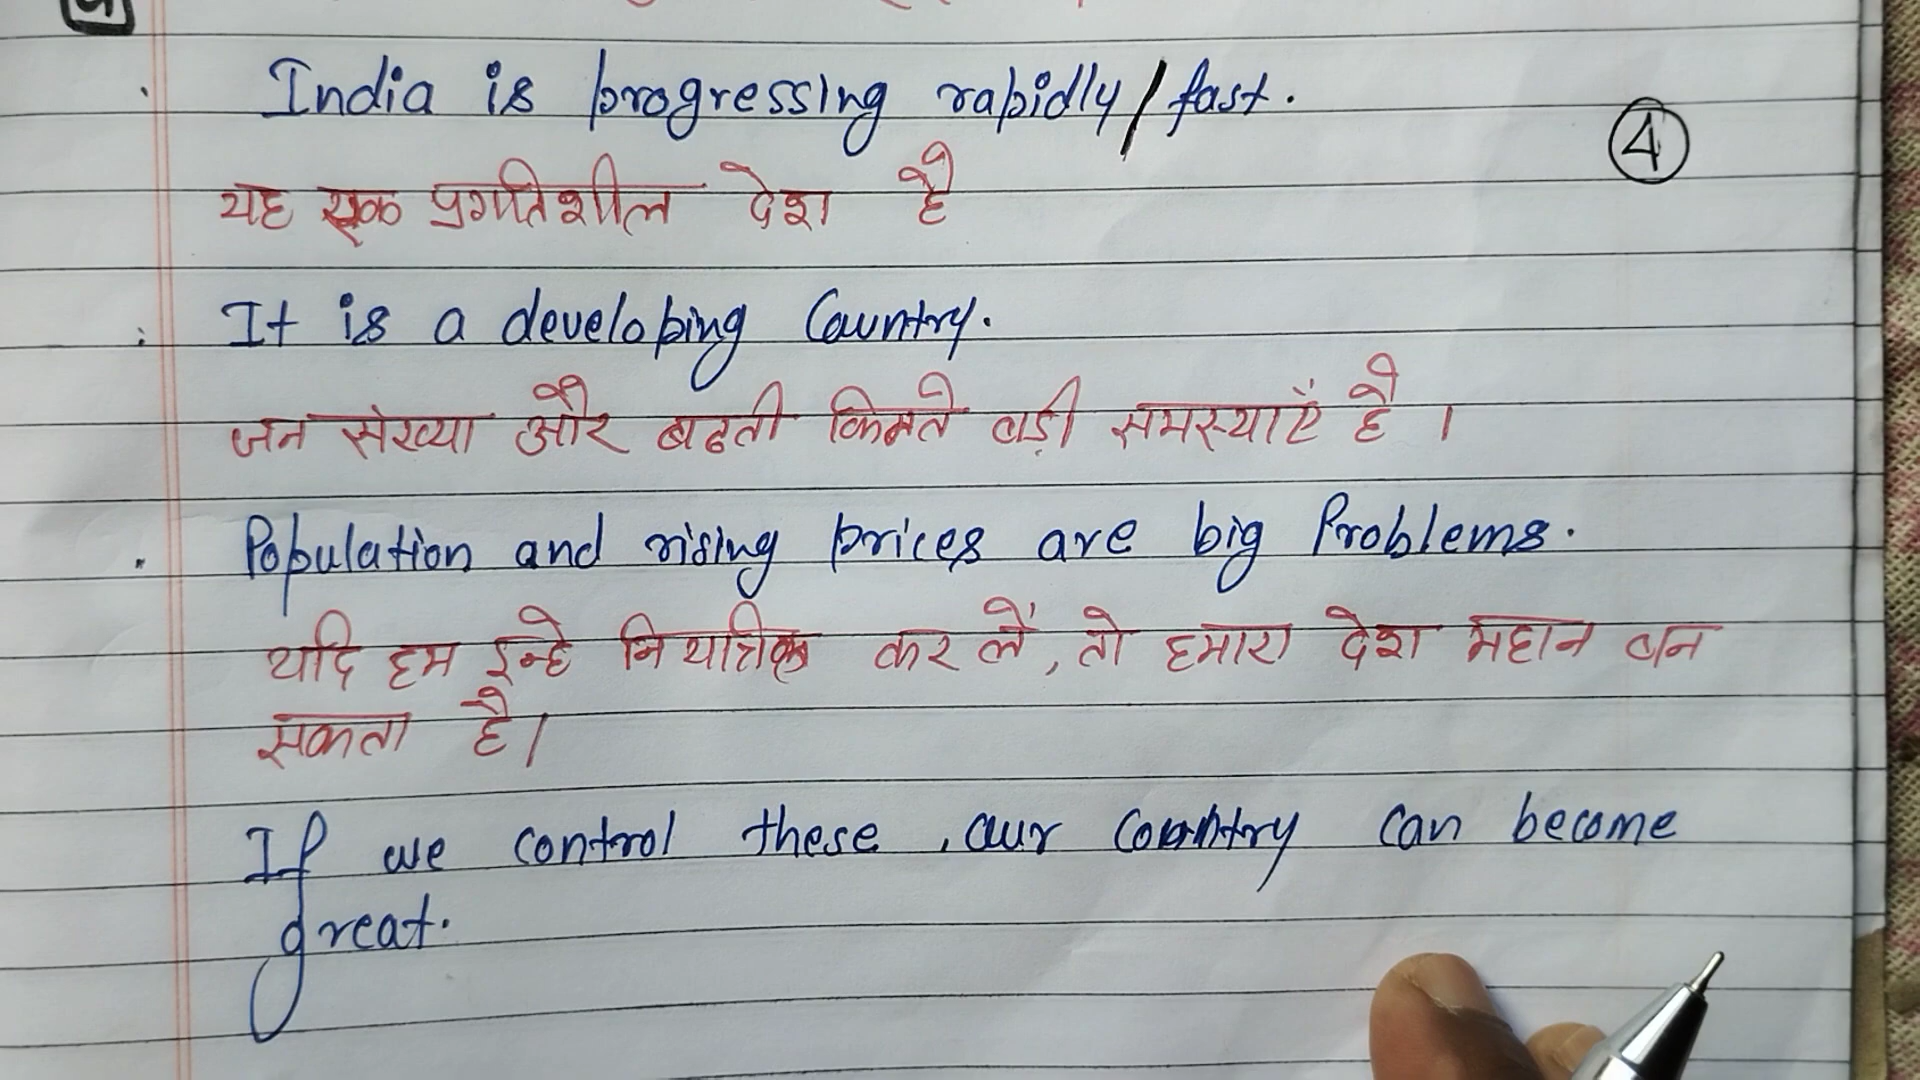 India is progressing rapidly/fast.
④
यह एक प्रगतिशील देश है
It is a developing Country.
जन संख्या और बढती किमते बड़ी समस्याएँ है ।
Population and rising prices are big Problems.
यदि हम इन्हे कर लें, तो हमारा देश महान बन
सकता है।
If we control these, our Country can become
great.